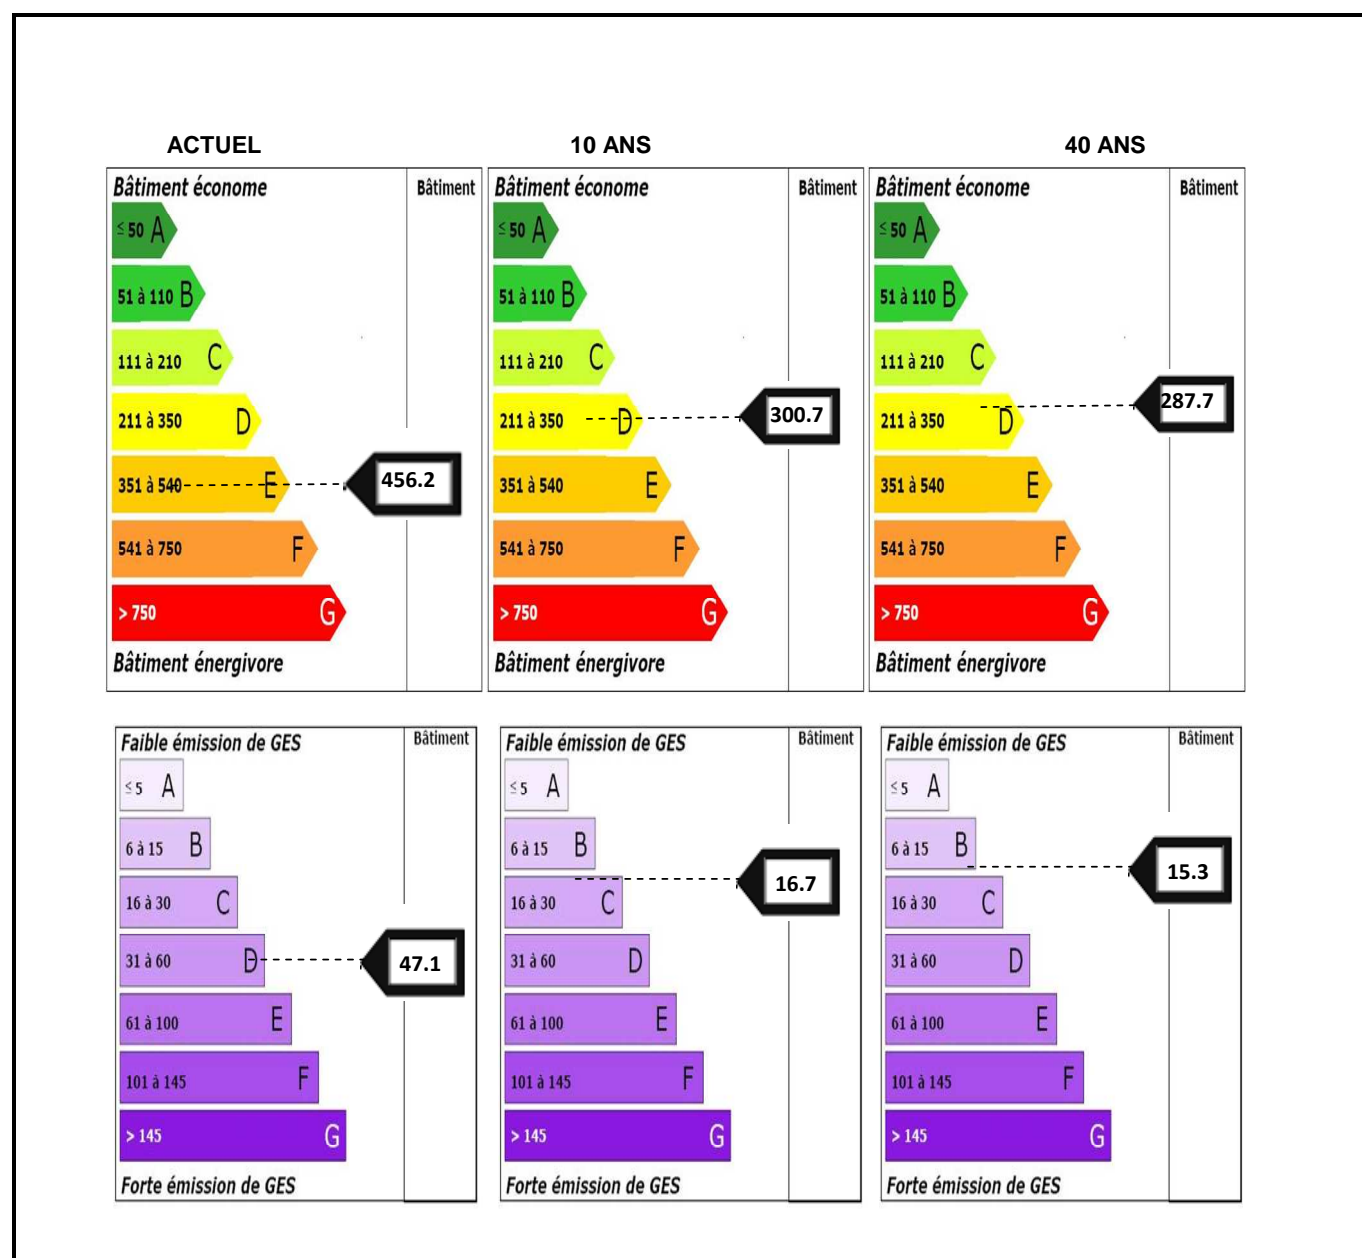 ACTUEL
10 ANS
40 ANS
Bâtiment économe
Bâtiment
≤ 50 A
51 à 110 B
111 à 210 C
211 à 350 D
351 à 540 E
456.2
541 à 750 F
> 750 G
Bâtiment énergivore
Bâtiment économe
Bâtiment
≤ 50 A
51 à 110 B
111 à 210 C
211 à 350 D
300.7
351 à 540 E
541 à 750 F
> 750 G
Bâtiment énergivore
Bâtiment économe
Bâtiment
≤ 50 A
51 à 110 B
111 à 210 C
211 à 350 D
287.7
351 à 540 E
541 à 750 F
> 750 G
Bâtiment énergivore
Faible émission de GES
Bâtiment
≤ 5 A
6 à 15 B
16 à 30 C
31 à 60 D
47.1
61 à 100 E
101 à 145 F
> 145 G
Forte émission de GES
Faible émission de GES
Bâtiment
≤ 5 A
6 à 15 B
16.7
16 à 30 C
31 à 60 D
61 à 100 E
101 à 145 F
> 145 G
Forte émission de GES
Faible émission de GES
Bâtiment
≤ 5 A
6 à 15 B
15.3
16 à 30 C
31 à 60 D
61 à 100 E
101 à 145 F
> 145 G
Forte émission de GES